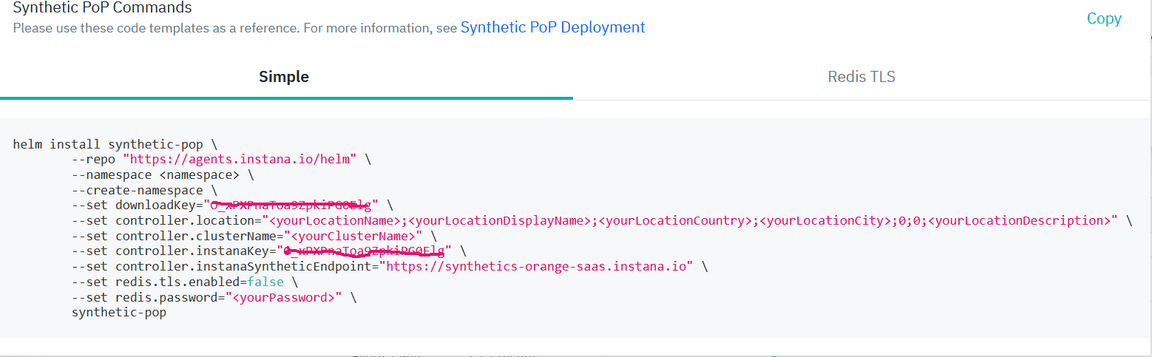 Synthetic PoP Commands
Please use these code templates as a reference. For more information, see Synthetic PoP Deployment
Copy
Simple
Redis TLS
helm install synthetic-pop \
--repo "https://agents.instana.io/helm" \
--namespace <namespace> \
--create-namespace \
--set downloadKey="" \
--set controller.location="<yourLocationName>;<yourLocationDisplayName>;<yourLocationCountry>;<yourLocationCity>;0;0;<yourLocationDescription>" \
--set controller.clusterName="<yourClusterName>" \
--set controller.instanaKey="" \
--set controller.instanaSyntheticEndpoint="https://synthetics-orange-saas.instana.io" \
--set redis.tls.enabled=false \
--set redis.password="<yourPassword>" \
synthetic-pop